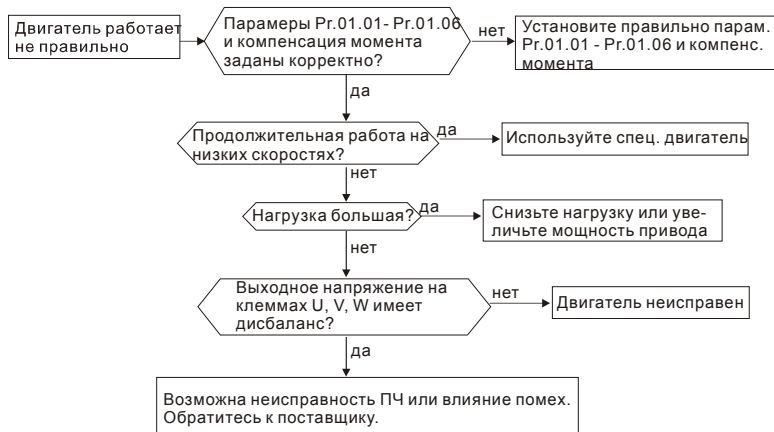 Двигатель работает
не правильно
Парамеры Pr.01.01- Pr.01.06
и компенсация момента
заданы корректно?
нет
Установите правильно парам.
Pr.01.01 - Pr.01.06 и компенс.
момента
да
Продолжительная работа на
низких скоростях?
да
Используйте спец. двигатель
нет
Нагрузка большая?
да
Снизьте нагрузку или уве-
личьте мощность привода
нет
Выходное напряжение на
клеммах U, V, W имеет
дисбаланс?
нет
Двигатель неисправен
да
Возможна неисправность ПЧ или влияние помех.
Обратитесь к поставщику.